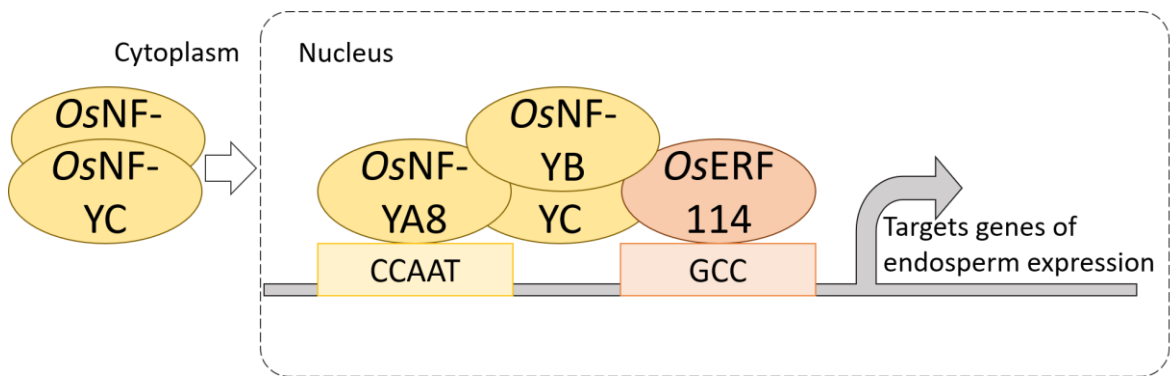 Cytoplasm
Nucleus
OsNF-
OsNF-
YC
OsNF-
YA8
OsNF-
YB
YC
OsERF
114
CCAAT
GCC
Targets genes of
endosperm expression